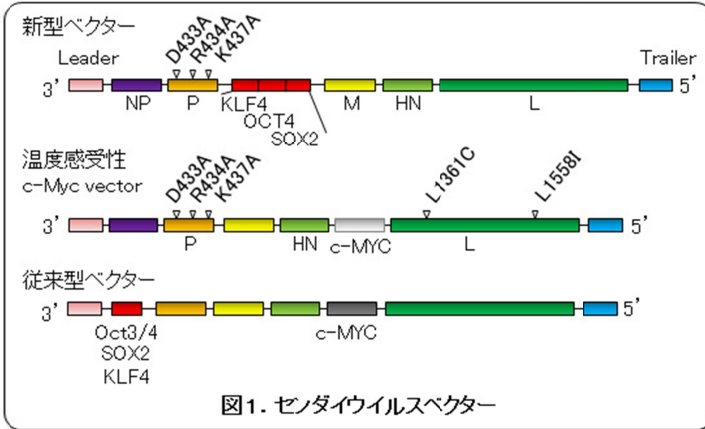 新型ベクター
D433A
R434A
K437A
Leader
Trailer
3’
5’
NP
P
KLF4
OCT4
SOX2
M
HN
L
温度感受性
c-Myc vector
D433A
R434A
K437A
L1361C
L1558I
3’
5’
P
HN
c-MYC
L
従来型ベクター
3’
5’
Oct3/4
SOX2
KLF4
c-MYC
図1. センダイウイルスベクター